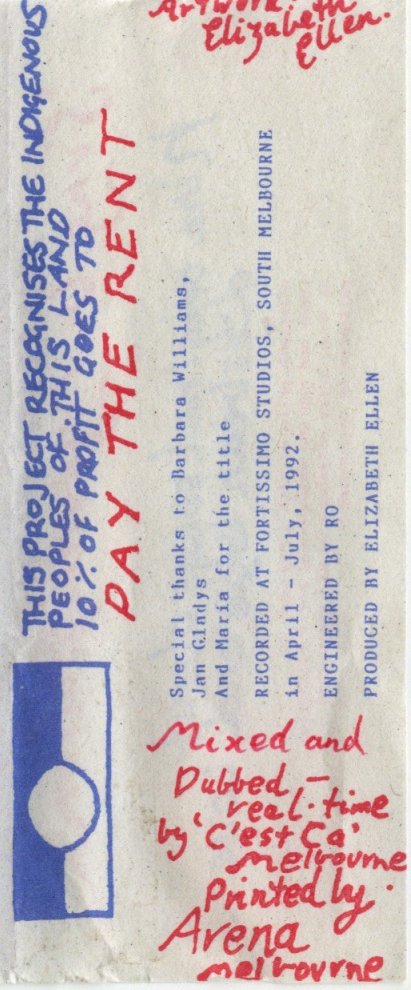 Artwork.
Elizabeth
Ellen.
THIS PROJECT RECOGNISES THE INDIGENOUS
PEOPLES OF THIS LAND
10% OF PROFIT GOES TO
PAY THE RENT
Special thanks to Barbara Williams,
Jan Glndys
And Maria for the title
RECORDED AT FORTISSIMO STUDIOS, SOUTH MELBOURNE
in April - July, 1992.
ENGINEERED BY RO
PRODUCED BY ELIZABETH ELLEN
Mixed and
Dubbed -
real-time
by 'C'est Ça'
Melbourne
Printed by.
Arena
Melbourne